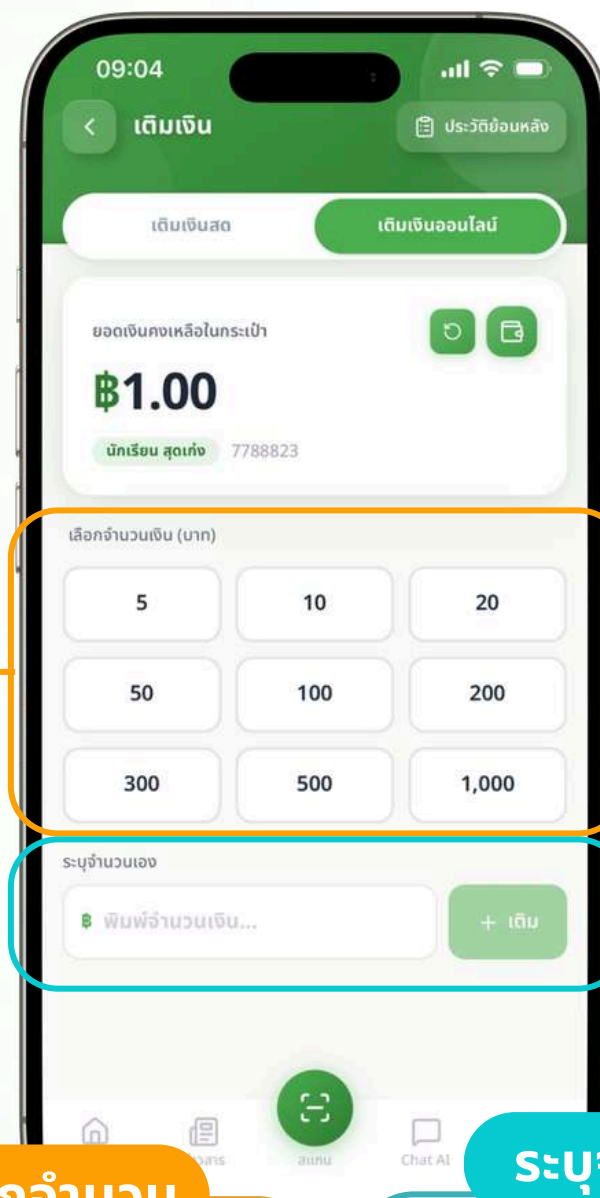 09:04
เติมเงิน
ประวัติย้อนหลัง
เติมเงินสด
เติมเงินออนไลน์
ยอดเงินคงเหลือในกระเป๋า
฿1.00
นักเรียน สุดเก่ง 7788823
เลือกจำนวนเงิน (บาท)
5 10 20
50 100 200
300 500 1,000
ระบุจำนวนเอง
฿ พิมพ์จำนวนเงิน...
+ เติม
สแกน
Chat AI